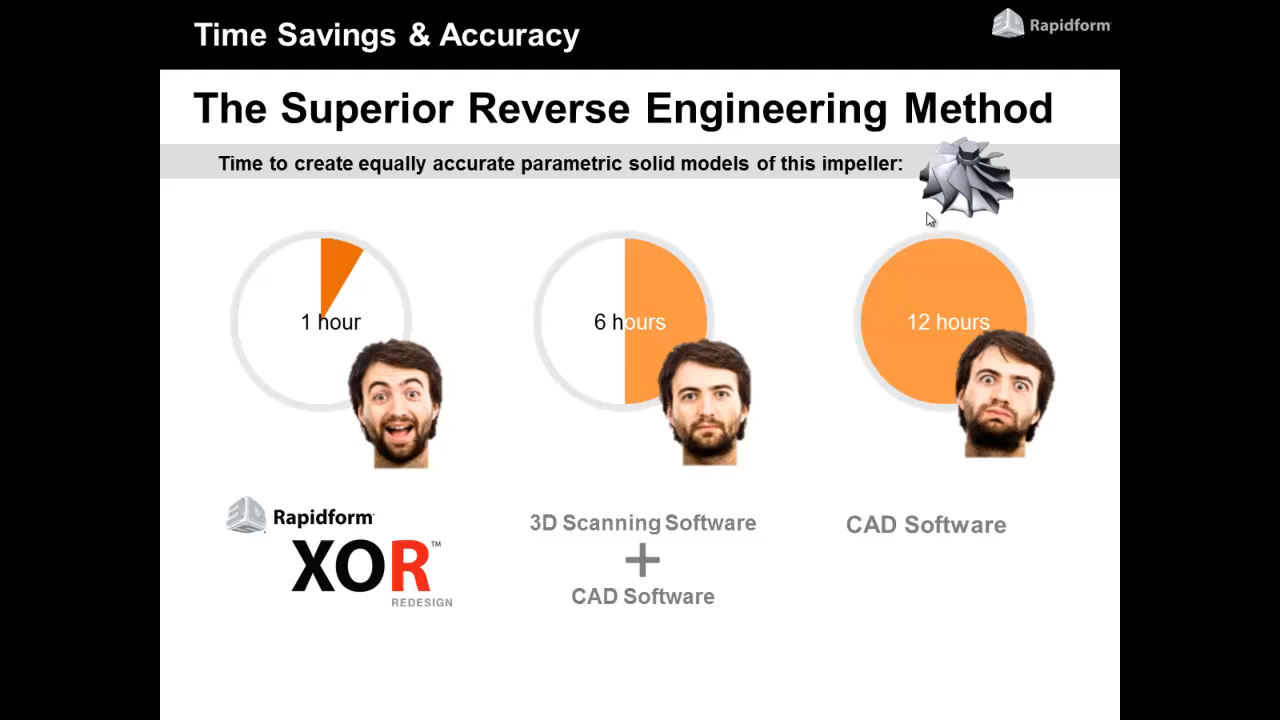 Time Savings & Accuracy
Rapidform
The Superior Reverse Engineering Method
Time to create equally accurate parametric solid models of this impeller:
1 hour
6 hours
12 hours
Rapidform
XOR™
REDESIGN
3D Scanning Software
+
CAD Software
CAD Software